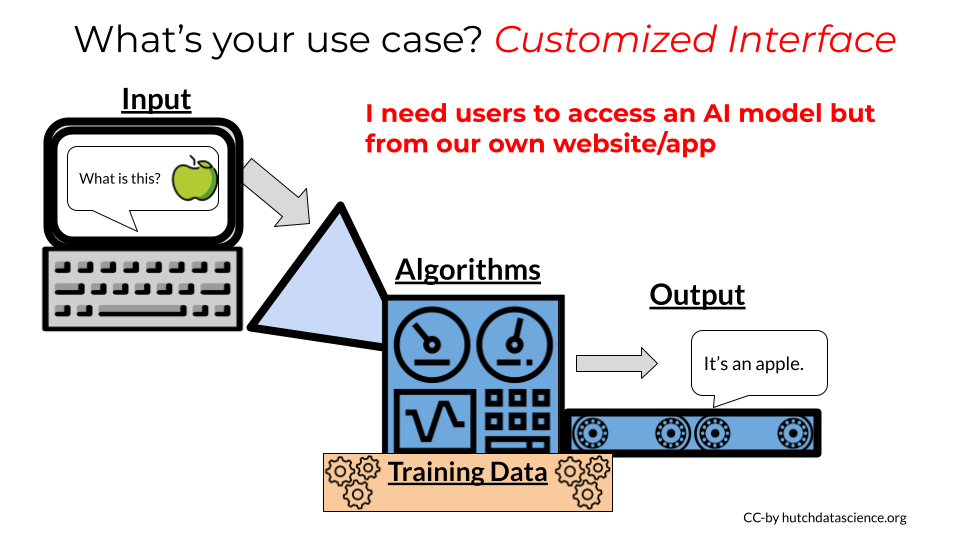 What's your use case? Customized Interface
Input
I need users to access an AI model but
from our own website/app
What is this?
Algorithms
Output
It's an apple.
Training Data
CC-by hutchdatascience.org